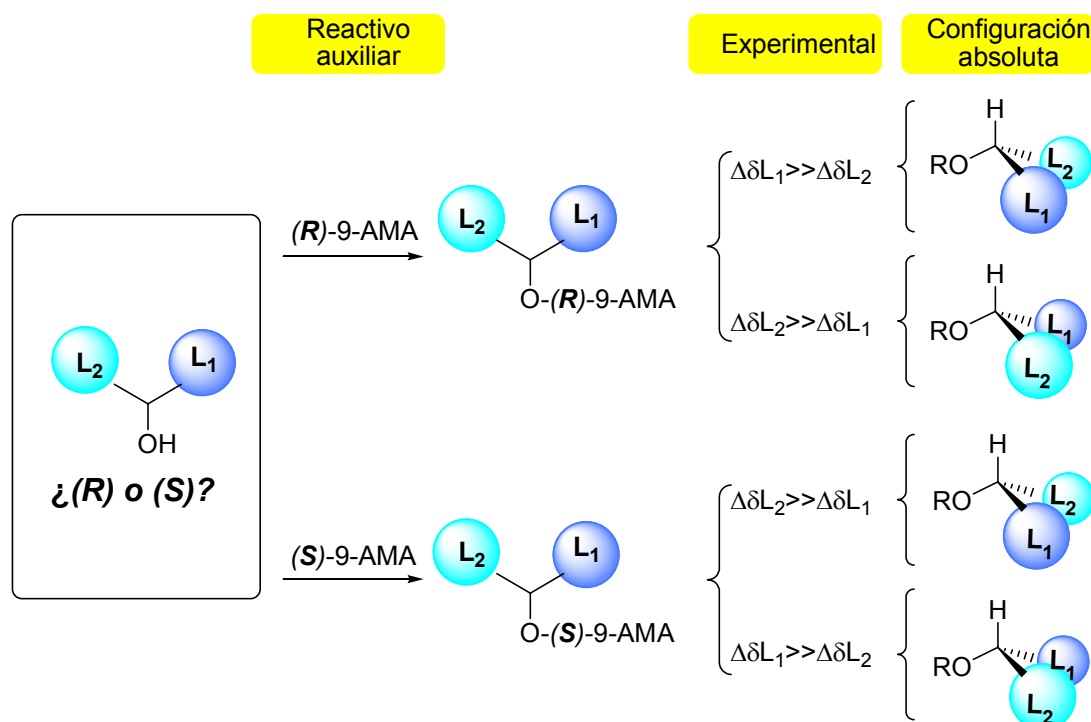 Reactivo
auxiliar
Experimental
Configuración
absoluta
L2
L1
OH
¿(R) o (S)?
(R)-9-AMA
L2
L1
O-(R)-9-AMA
ΔδL1>>ΔδL2
H
RO
L2
L1
ΔδL2>>ΔδL1
H
RO
L1
L2
(S)-9-AMA
L2
L1
O-(S)-9-AMA
ΔδL2>>ΔδL1
H
RO
L2
L1
ΔδL1>>ΔδL2
H
RO
L1
L2